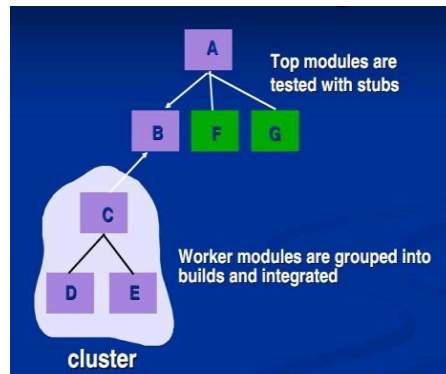 A
Top modules are
tested with stubs
B F G
C
Worker modules are grouped into
builds and integrated
D E
cluster